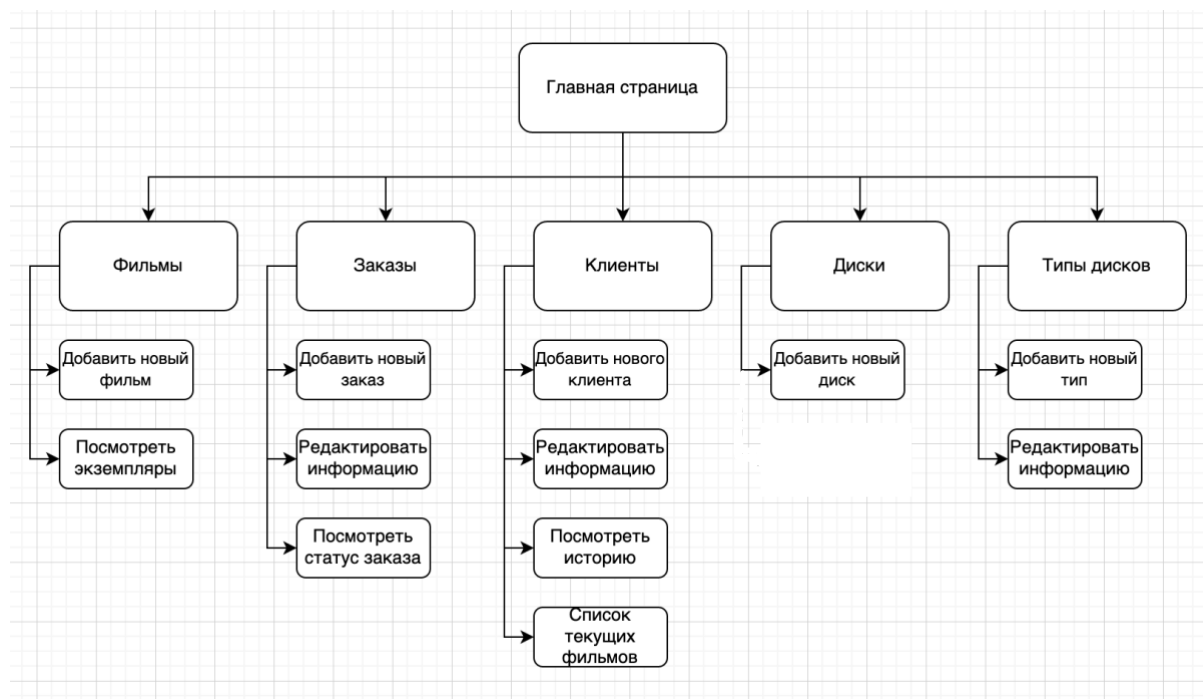 Главная страница
Фильмы
Заказы
Клиенты
Диски
Типы дисков
Добавить новый
фильм
Добавить новый
заказ
Добавить нового
клиента
Добавить новый
диск
Добавить новый
тип
Посмотреть
экземпляры
Редактировать
информацию
Редактировать
информацию
Редактировать
информацию
Посмотреть
статус заказа
Посмотреть
историю
Список
текущих
фильмов